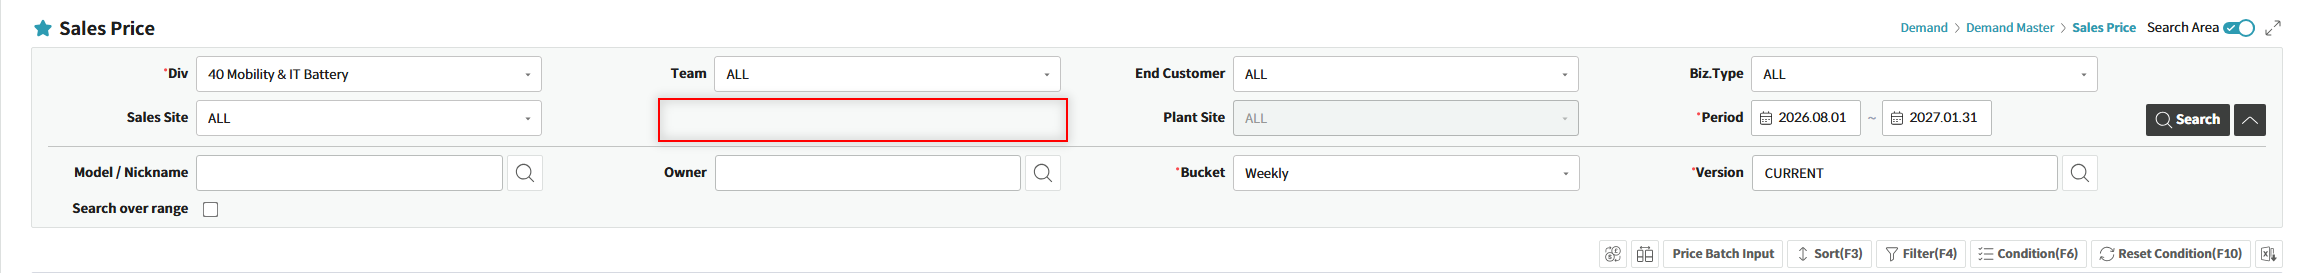 Sales Price
Demand > Demand Master > Sales Price Search Area
*Div 40 Mobility & IT Battery Team ALL End Customer ALL Biz.Type ALL
Sales Site ALL Plant Site ALL *Period 2026.08.01 ~ 2027.01.31 Search
Model / Nickname Owner *Bucket Weekly *Version CURRENT
Search over range
Price Batch Input Sort(F3) Filter(F4) Condition(F6) Reset Condition(F10)